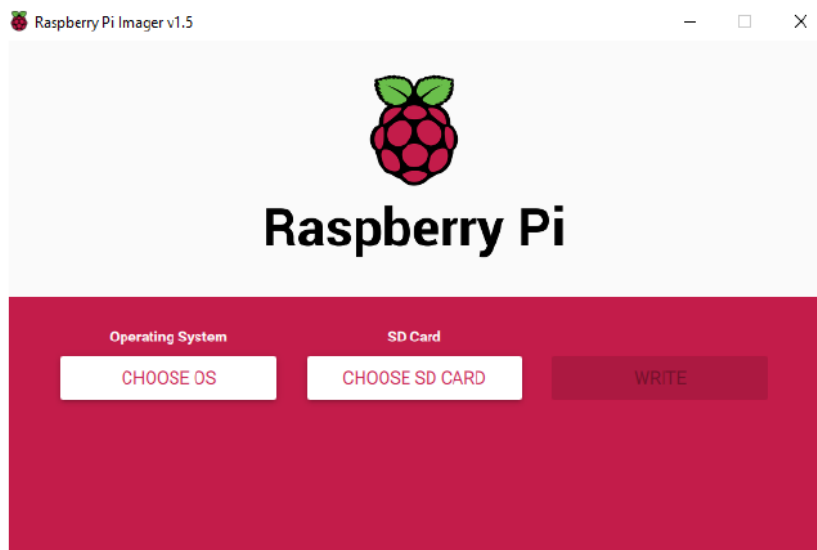 Raspberry Pi Imager v1.5
Raspberry Pi
Operating System
SD Card
CHOOSE OS
CHOOSE SD CARD
WRITE